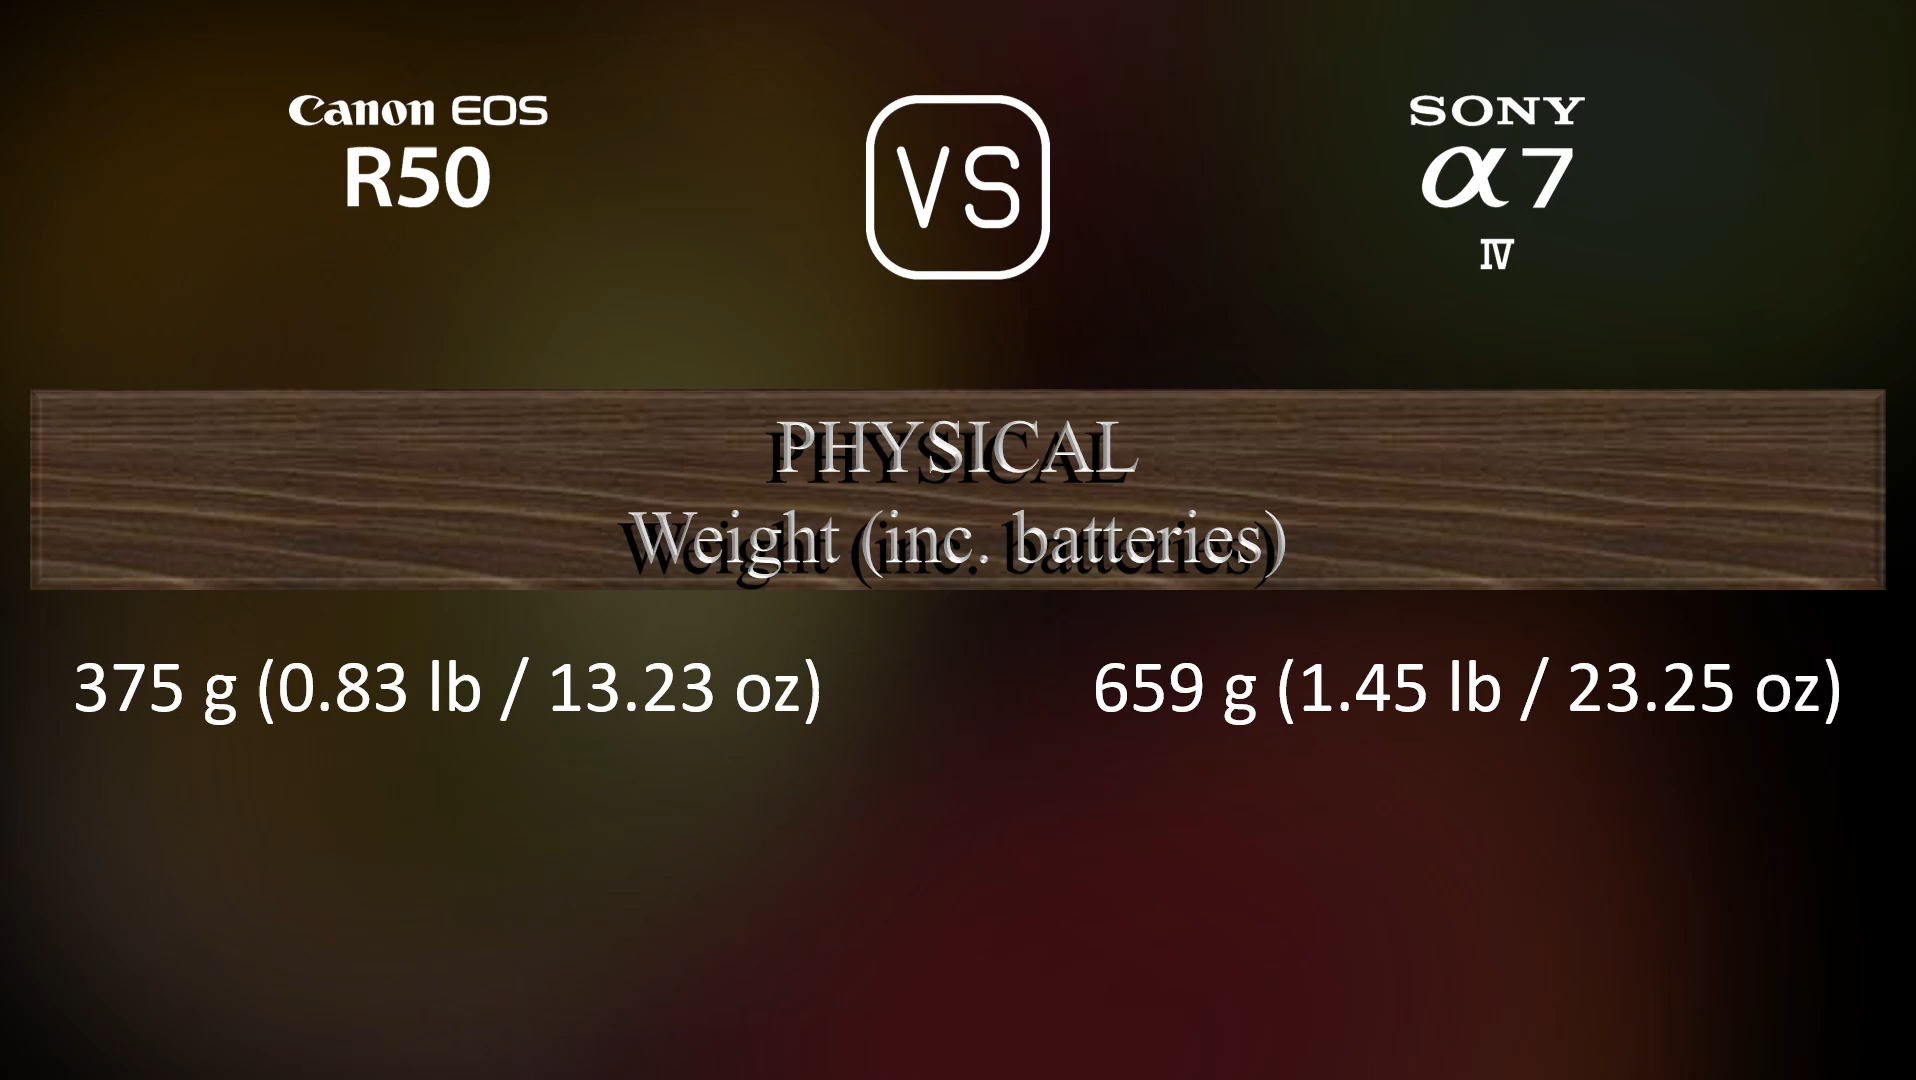 Canon EOS
R50
VS
SONY
α7
IV
PHYSICAL
Weight (inc. batteries)
375 g (0.83 lb / 13.23 oz)
659 g (1.45 lb / 23.25 oz)